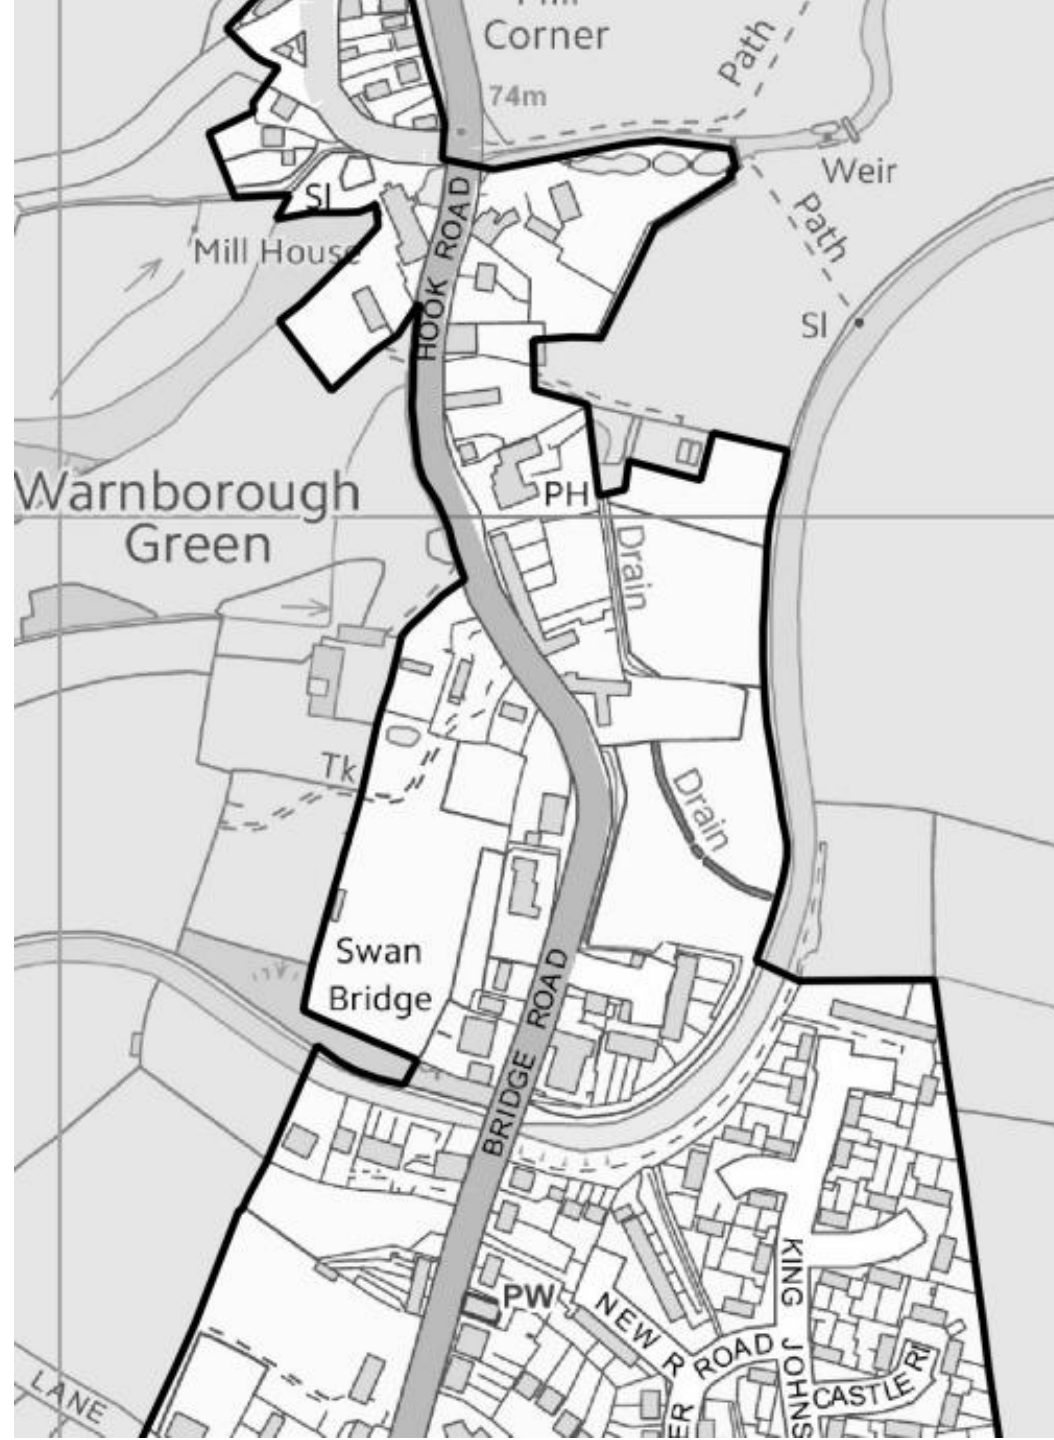 Corner
74m
Path
Weir
Path
Sl
Mill House
HOOK ROAD
Sl
Warnborough
Green
PH
Drain
Tk
Drain
Swan
Bridge
BRIDGE ROAD
PW
NEW R
ROAD
KING JOHNS
CASTLE
LANE